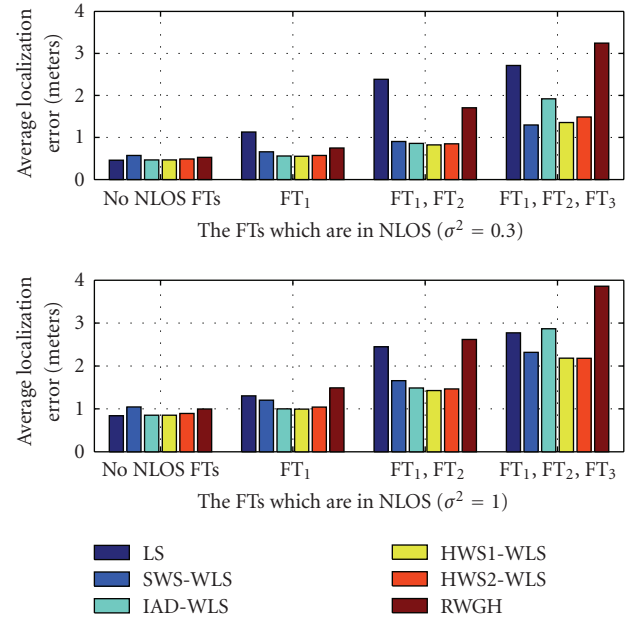 Average localization
error (meters)
4
3
2
1
0
No NLOS FTs
FT₁
FT₁, FT₂
FT₁, FT₂, FT₃
The FTs which are in NLOS (σ² = 0.3)
Average localization
error (meters)
4
3
2
1
0
No NLOS FTs
FT₁
FT₁, FT₂
FT₁, FT₂, FT₃
The FTs which are in NLOS (σ² = 1)
LS
SWS-WLS
IAD-WLS
HWS1-WLS
HWS2-WLS
RWGH